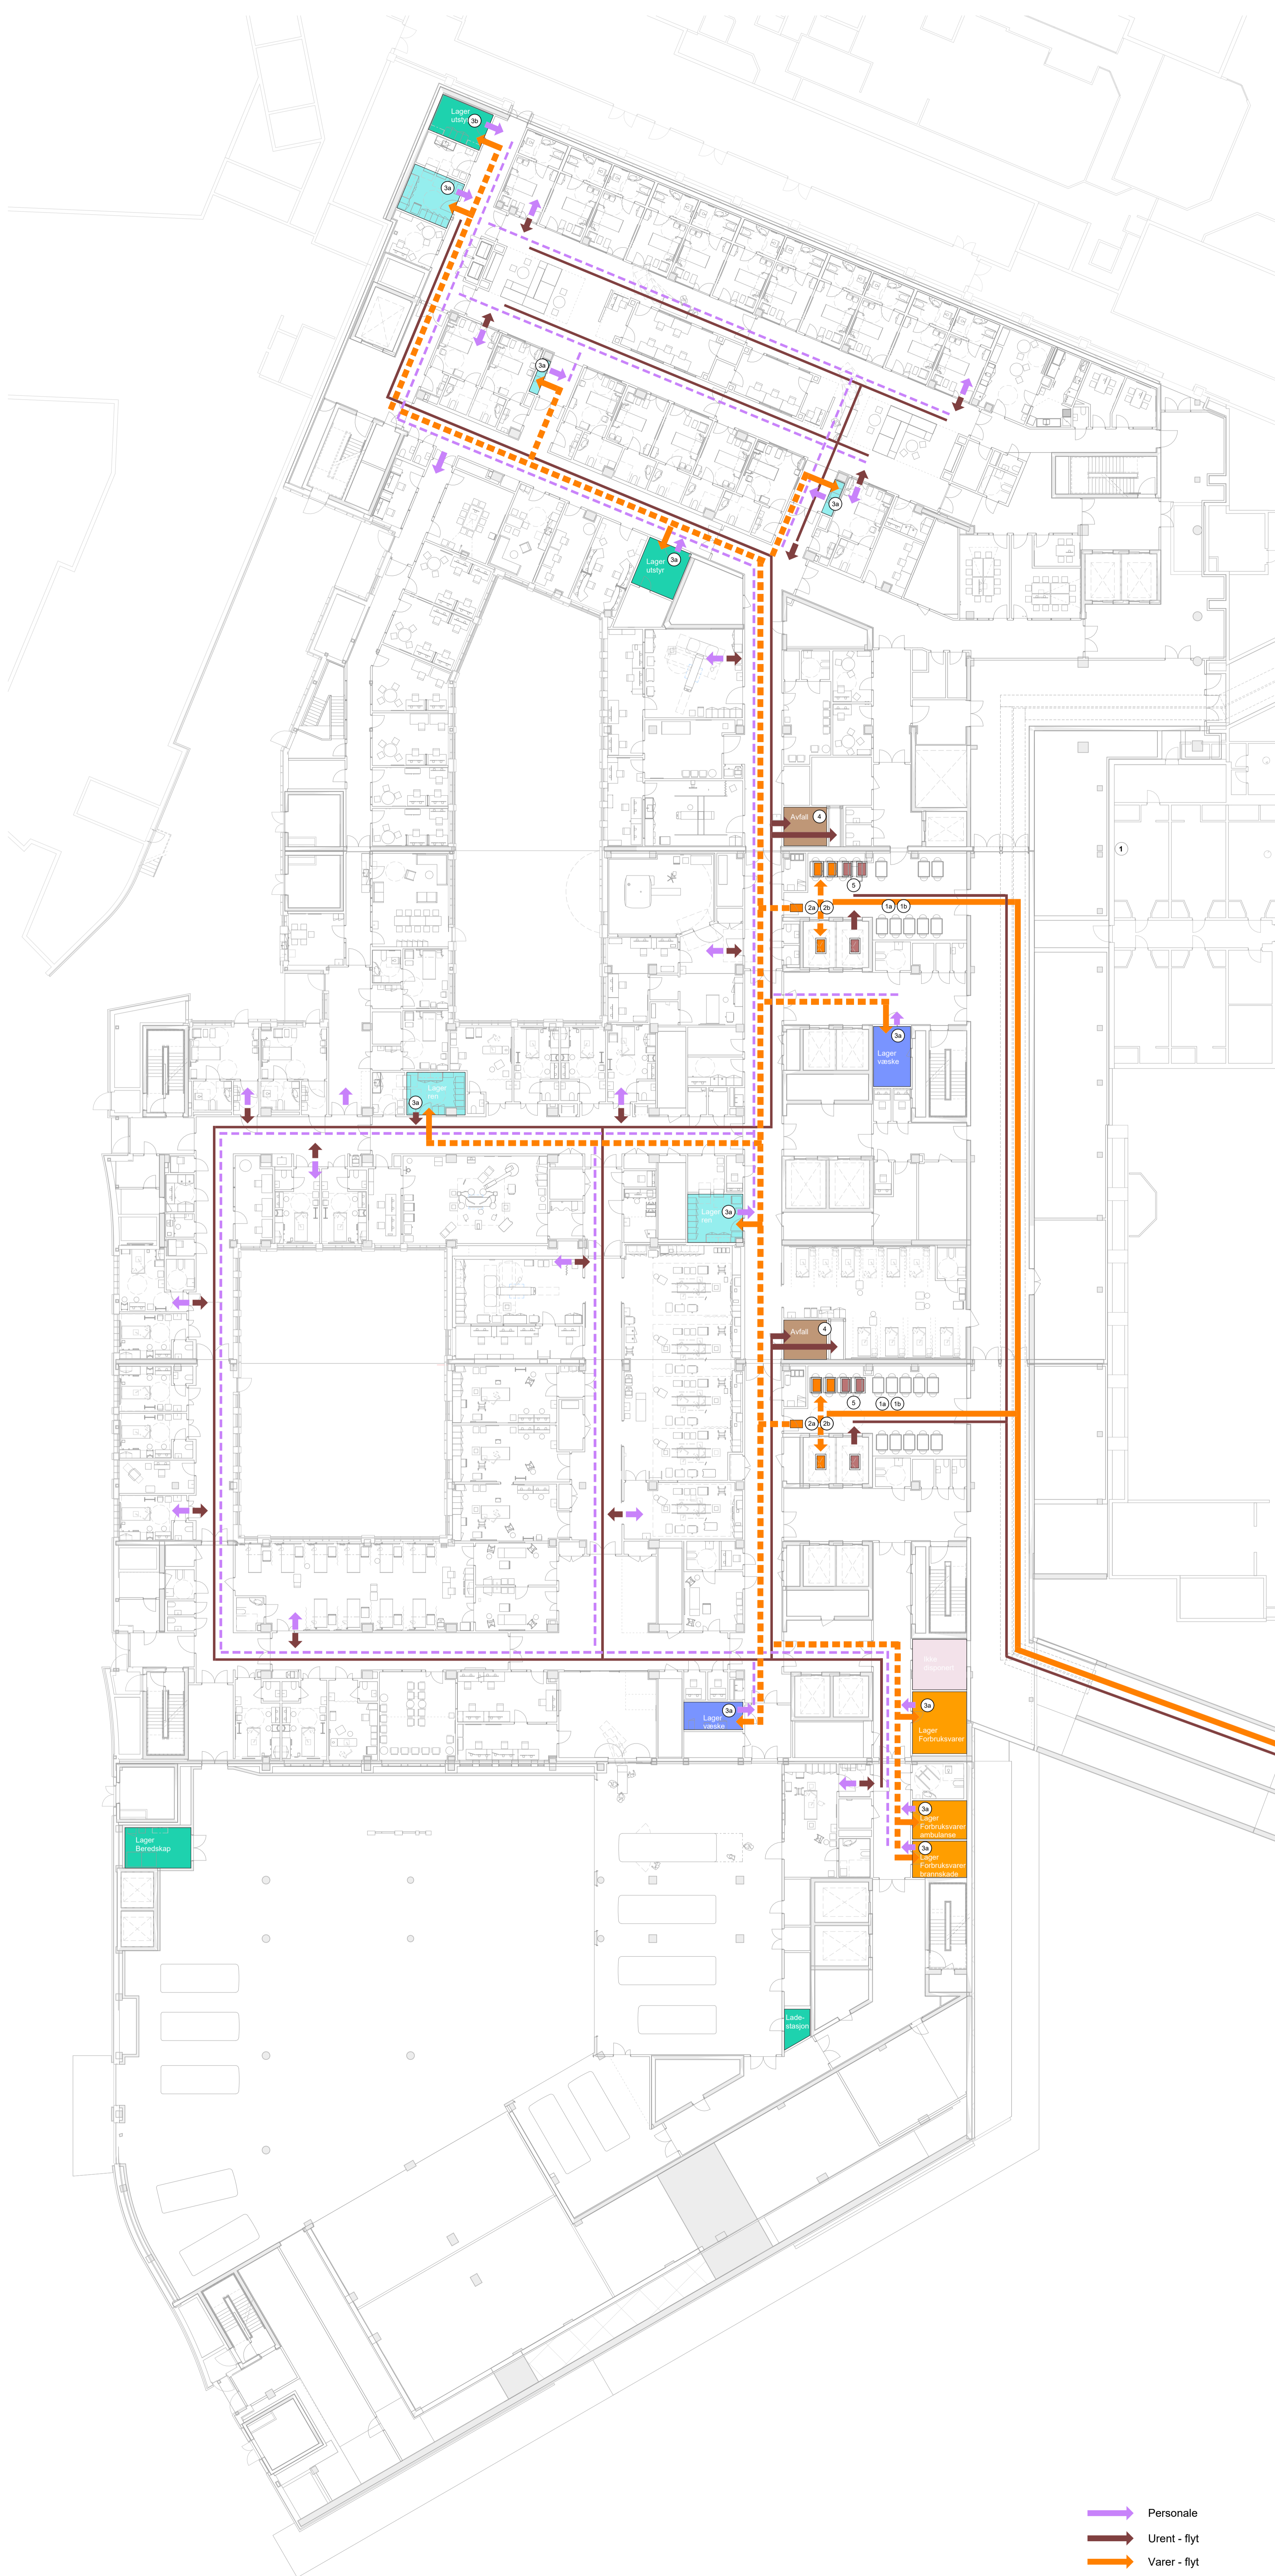 Lager
utstyr
3b
3a
3a
3a
Lager
utstyr
3a
Avfall
4
1
5
2a
2b
1a
1b
3a
Lager
væske
Lager
ren
3a
Lager
ren
3a
Avfall
4
5
1a
1b
2a
2b
3a
Lager
Forbruksvarer
Lager
væske
3a
3a
Lager
Forbruksvarer
ambulanse
3a
Lager
Forbruksvarer
brannskade
Lager
Beredskap
Lade-
stasjon
Personale
Urent - flyt
Varer - flyt